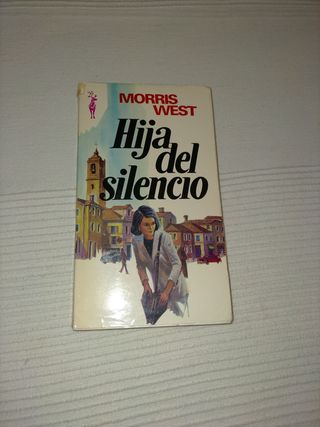 MORRIS
WEST
Hija
del
silencio